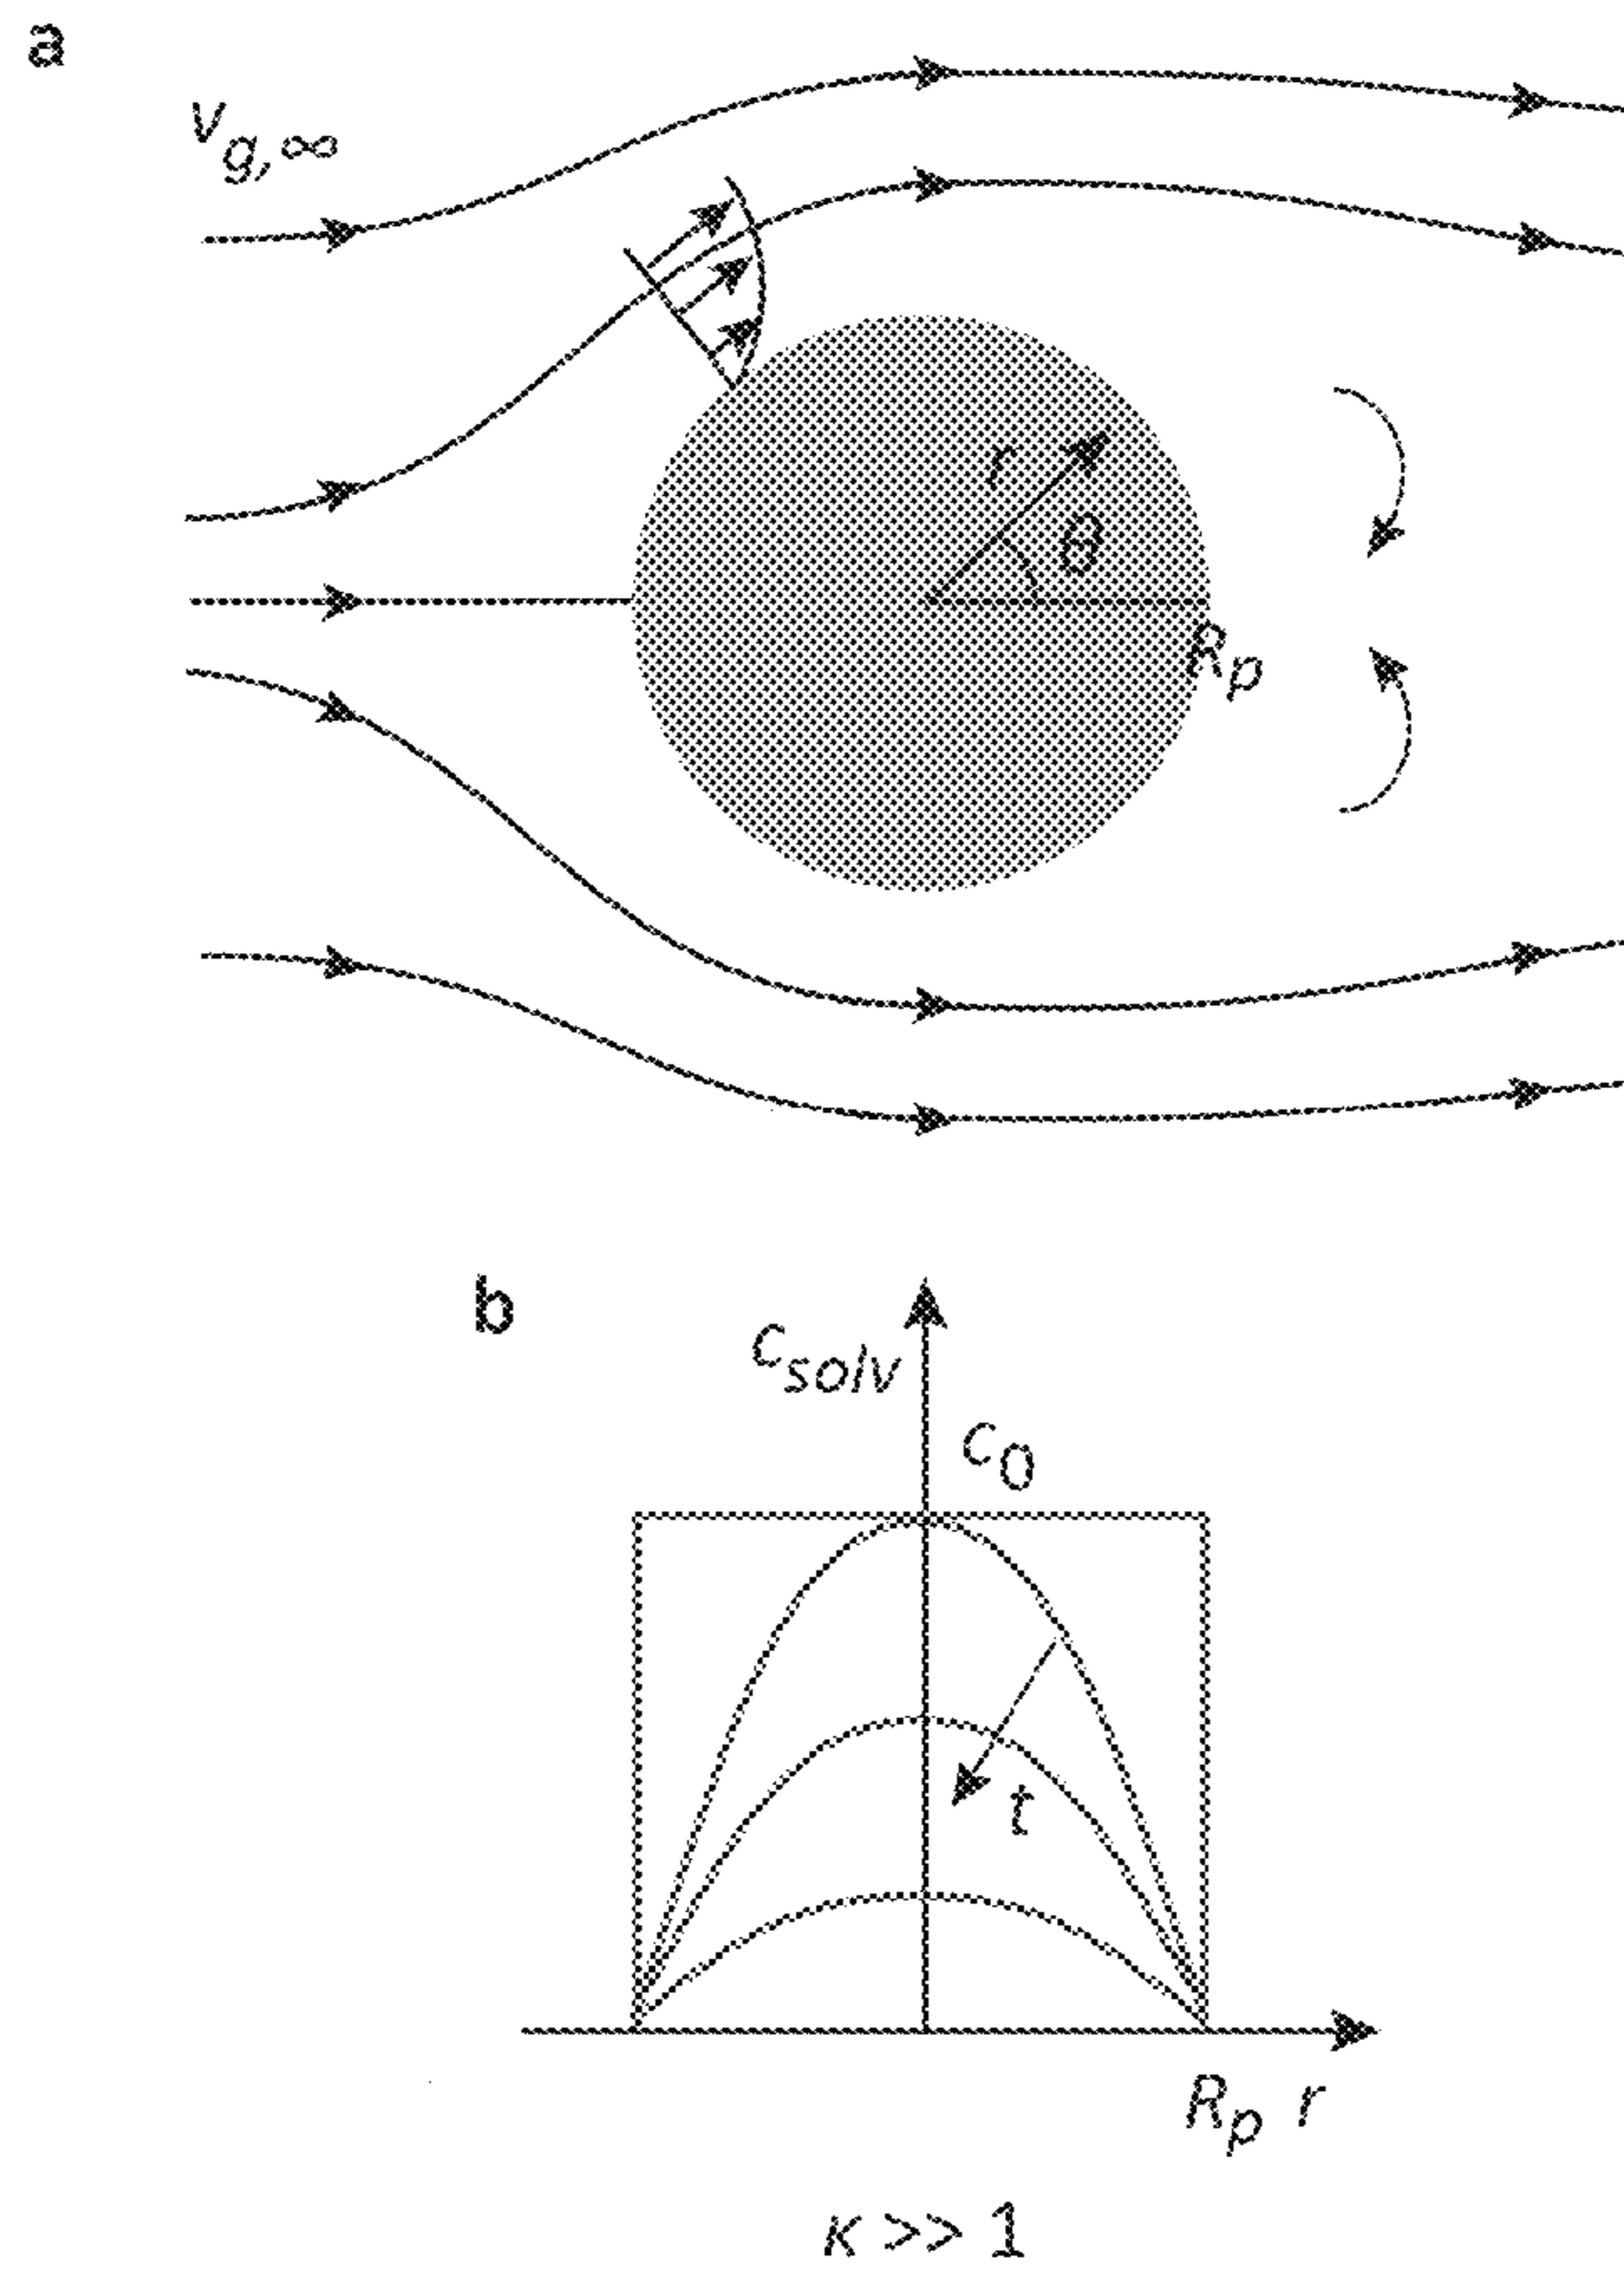 a
v_{g,∞}
r
θ
R_p
b
c_{solv}
c_0
t
R_p r
κ >> 1